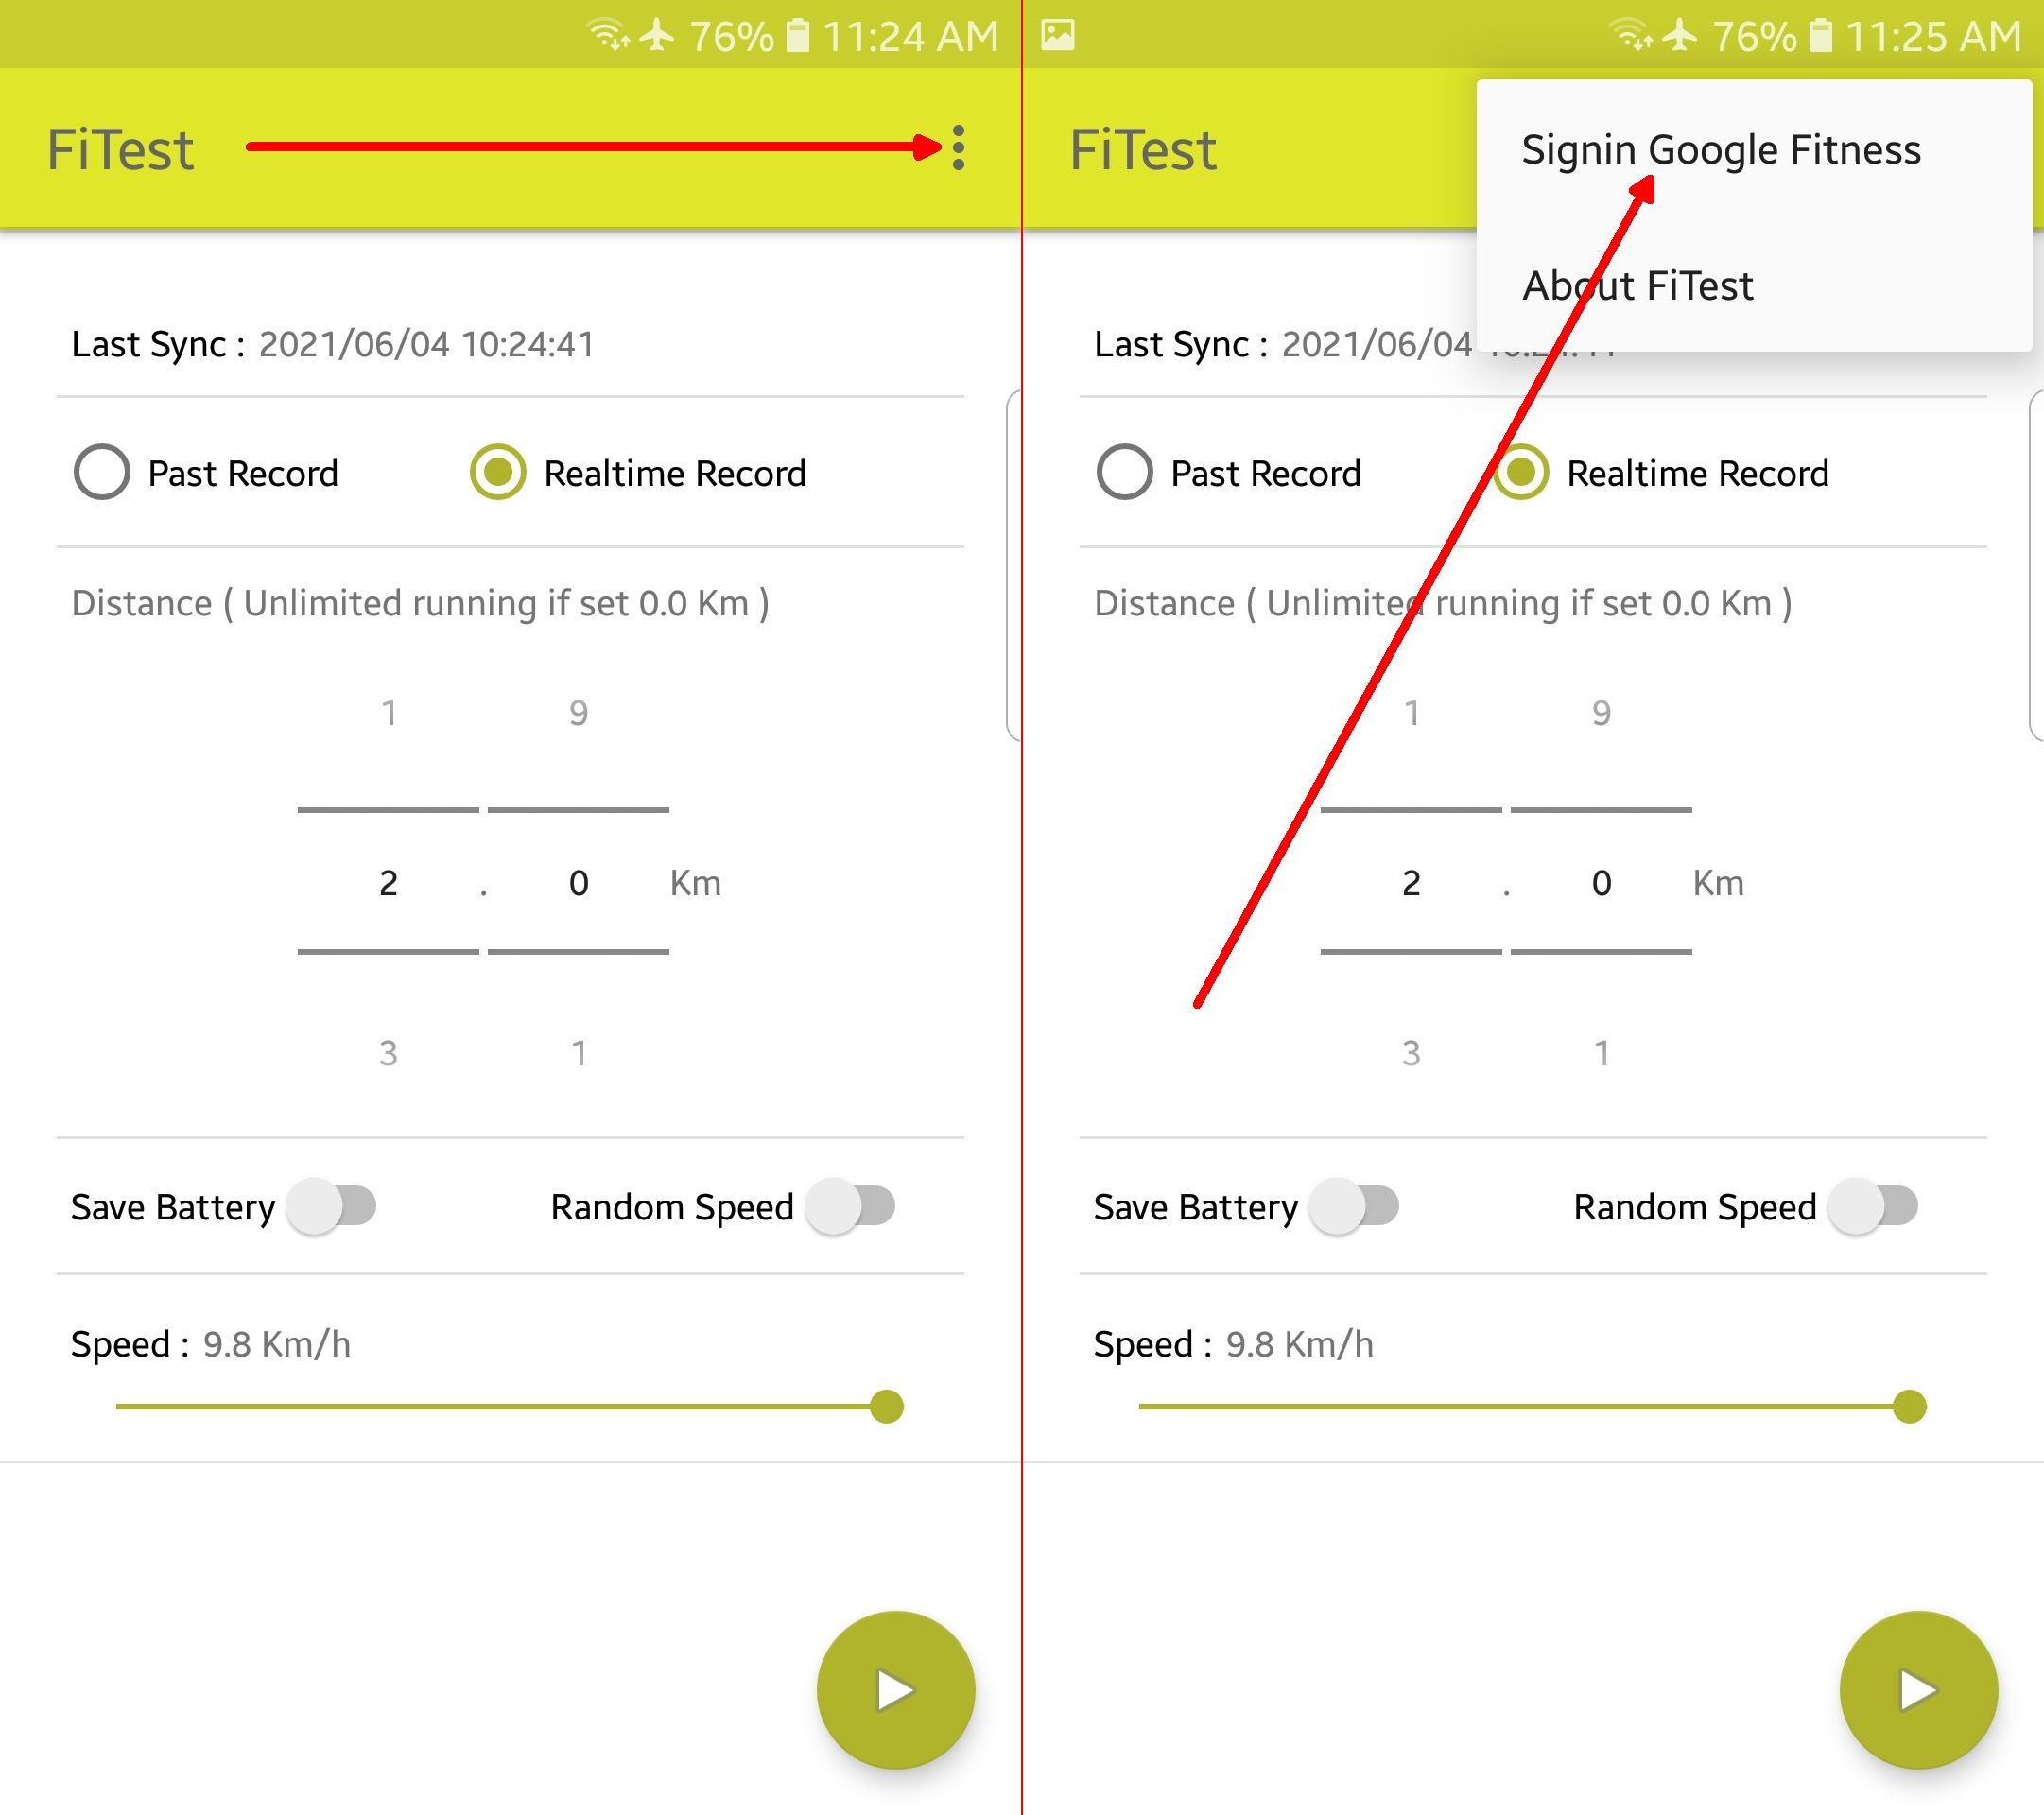 76% 11:24 AM
FiTest
Last Sync : 2021/06/04 10:24:41
Past Record Realtime Record
Distance ( Unlimited running if set 0.0 Km )
1 9
2 . 0 Km
3 1
Save Battery Random Speed
Speed : 9.8 Km/h
76% 11:25 AM
FiTest
Signin Google Fitness
About FiTest
Last Sync : 2021/06/04
Past Record Realtime Record
Distance ( Unlimited running if set 0.0 Km )
1 9
2 . 0 Km
3 1
Save Battery Random Speed
Speed : 9.8 Km/h